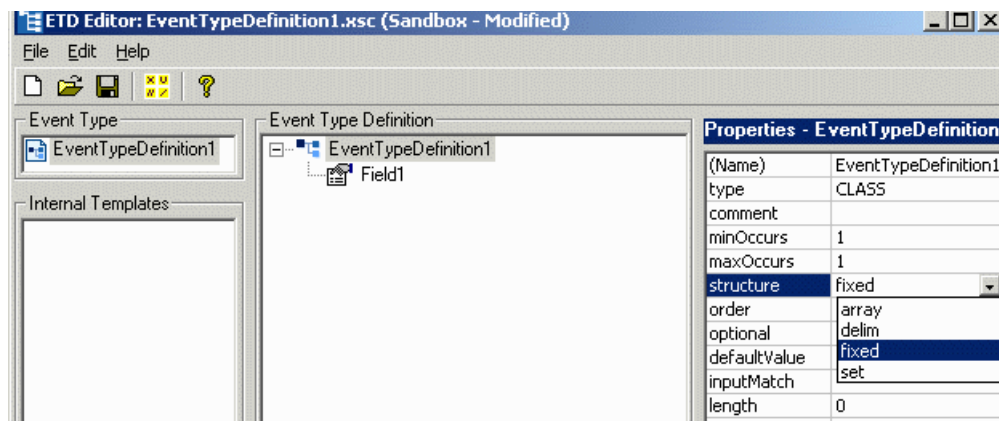 ETD Editor: EventTypeDefinition1.xsc (Sandbox - Modified)
File Edit Help
Event Type
EventTypeDefinition1
Internal Templates
Event Type Definition
EventTypeDefinition1
Field1
Properties - EventTypeDefinition
(Name) EventTypeDefinition1
type CLASS
comment
minOccurs 1
maxOccurs 1
structure fixed
order array
optional delim
defaultValue fixed
inputMatch set
length 0